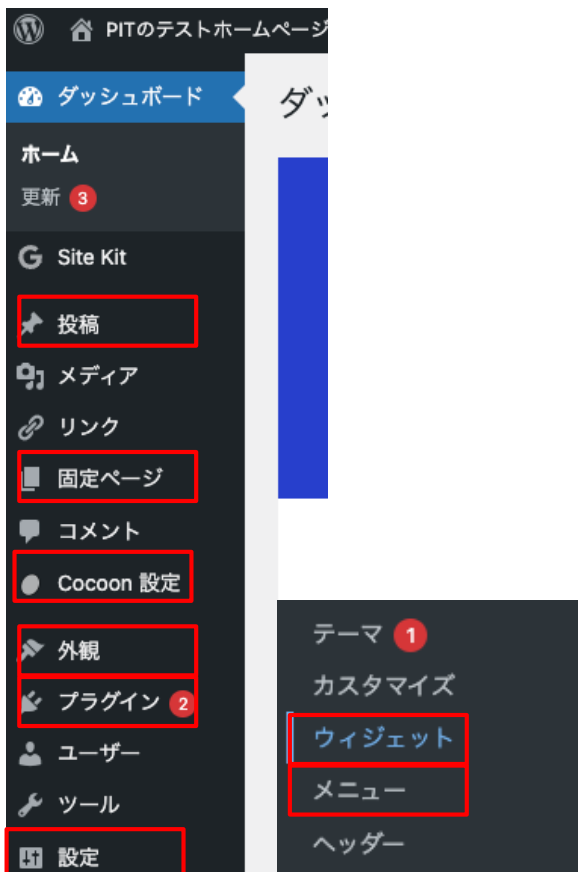 PITのテストホームページ
ダッシュボード
ダッ
ホーム
更新 3
Site Kit
投稿
メディア
リンク
固定ページ
コメント
Cocoon 設定
外観
プラグイン 2
ユーザー
ツール
設定
テーマ 1
カスタマイズ
ウィジェット
メニュー
ヘッダー